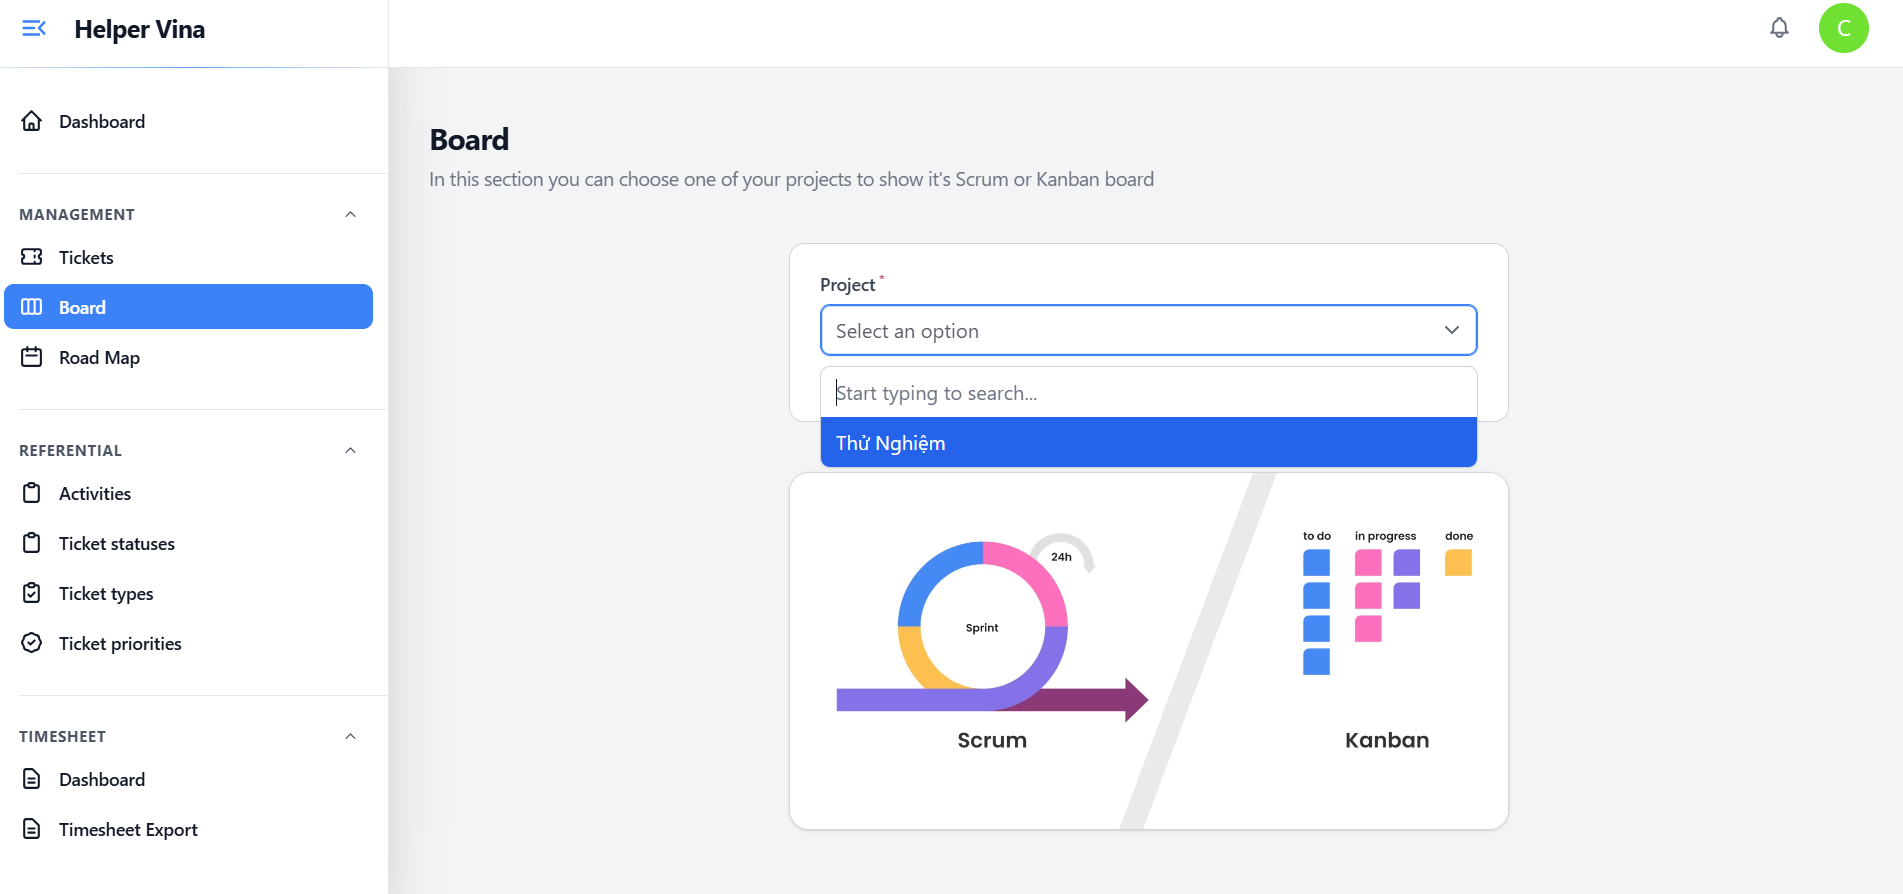 Helper Vina
C
Dashboard
MANAGEMENT
Tickets
Board
Road Map
REFERENTIAL
Activities
Ticket statuses
Ticket types
Ticket priorities
TIMESHEET
Dashboard
Timesheet Export
Board
In this section you can choose one of your projects to show it's Scrum or Kanban board
Project *
Select an option
Start typing to search...
Thử Nghiệm
24h
Sprint
Scrum
to do in progress done
Kanban